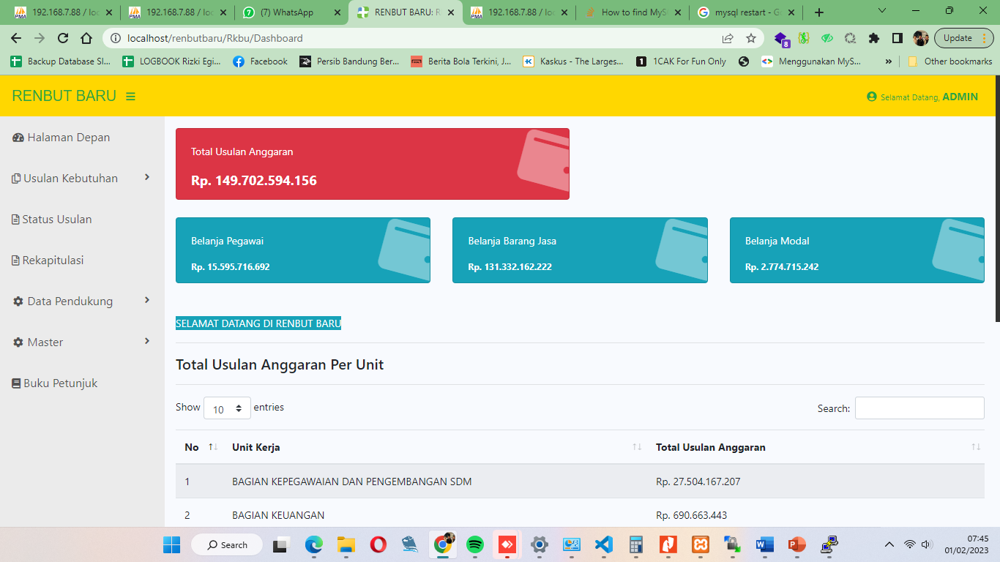 192.168.7.88 / loc
192.168.7.88 / loc
(7) WhatsApp
RENBUT BARU: R
192.168.7.88 / loc
How to find MyS
mysql restart - G
localhost/renbutbaru/Rkbu/Dashboard
8
Update
Backup Database SI...
LOGBOOK Rizki Egi...
Facebook
Persib Bandung Ber...
Berita Bola Terkini, J...
Kaskus - The Larges...
1CAK For Fun Only
Menggunakan MyS...
»
Other bookmarks
RENBUT BARU
Selamat Datang, ADMIN
Halaman Depan
Usulan Kebutuhan
Status Usulan
Rekapitulasi
Data Pendukung
Master
Buku Petunjuk
Total Usulan Anggaran
Rp. 149.702.594.156
Belanja Pegawai
Rp. 15.595.716.692
Belanja Barang Jasa
Rp. 131.332.162.222
Belanja Modal
Rp. 2.774.715.242
SELAMAT DATANG DI RENBUT BARU
Total Usulan Anggaran Per Unit
Show 10 entries
Search:
No Unit Kerja Total Usulan Anggaran
1 BAGIAN KEPEGAWAIAN DAN PENGEMBANGAN SDM Rp. 27.504.167.207
2 BAGIAN KEUANGAN Rp. 690.663.443
Search
07:45
01/02/2023